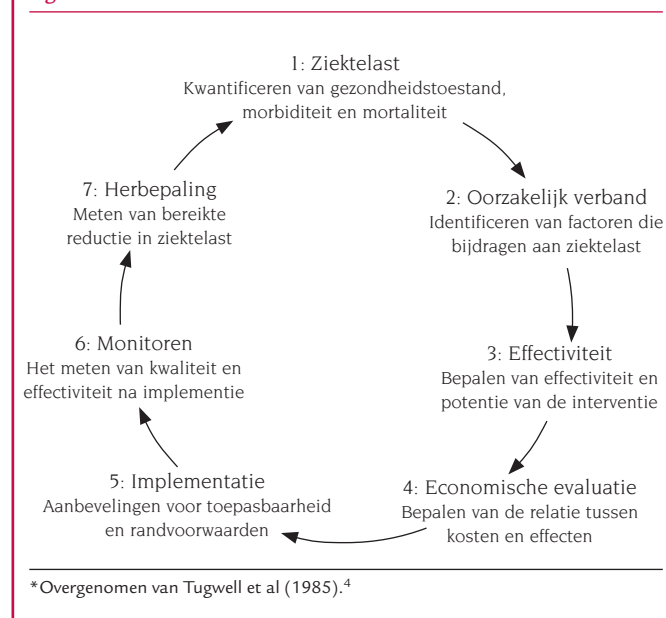 1: Ziektelast
Kwantificeren van gezondheidstoestand,
morbiditeit en mortaliteit
2: Oorzakelijk verband
Identificeren van factoren die
bijdragen aan ziektelast
3: Effectiviteit
Bepalen van effectiviteit en
potentie van de interventie
4: Economische evaluatie
Bepalen van de relatie tussen
kosten en effecten
5: Implementatie
Aanbevelingen voor toepasbaarheid
en randvoorwaarden
6: Monitoren
Het meten van kwaliteit en
effectiviteit na implementie
7: Herbepaling
Meten van bereikte
reductie in ziektelast
*Overgenomen van Tugwell et al (1985).4